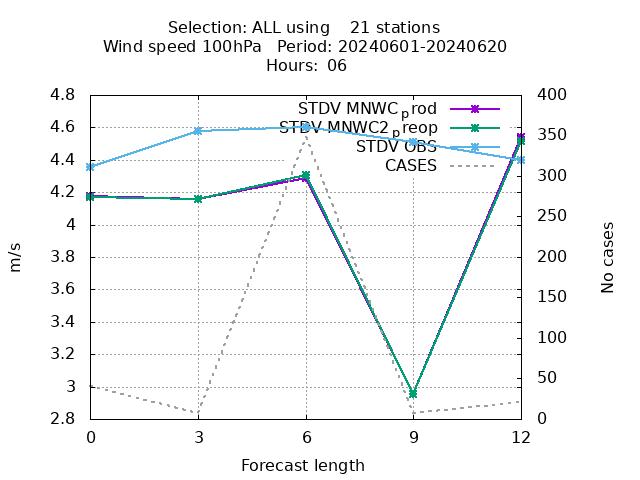 Selection: ALL using    21 stations
Wind speed 100hPa   Period: 20240601-20240620
Hours:  06
4.8
4.6
4.4
4.2
4
3.8
3.6
3.4
3.2
3
2.8
400
350
300
250
200
150
100
50
0
STDV MNWCprod
STDV MNWC2preop
STDV OBS
CASES
m/s
No cases
0 3 6 9 12
Forecast length